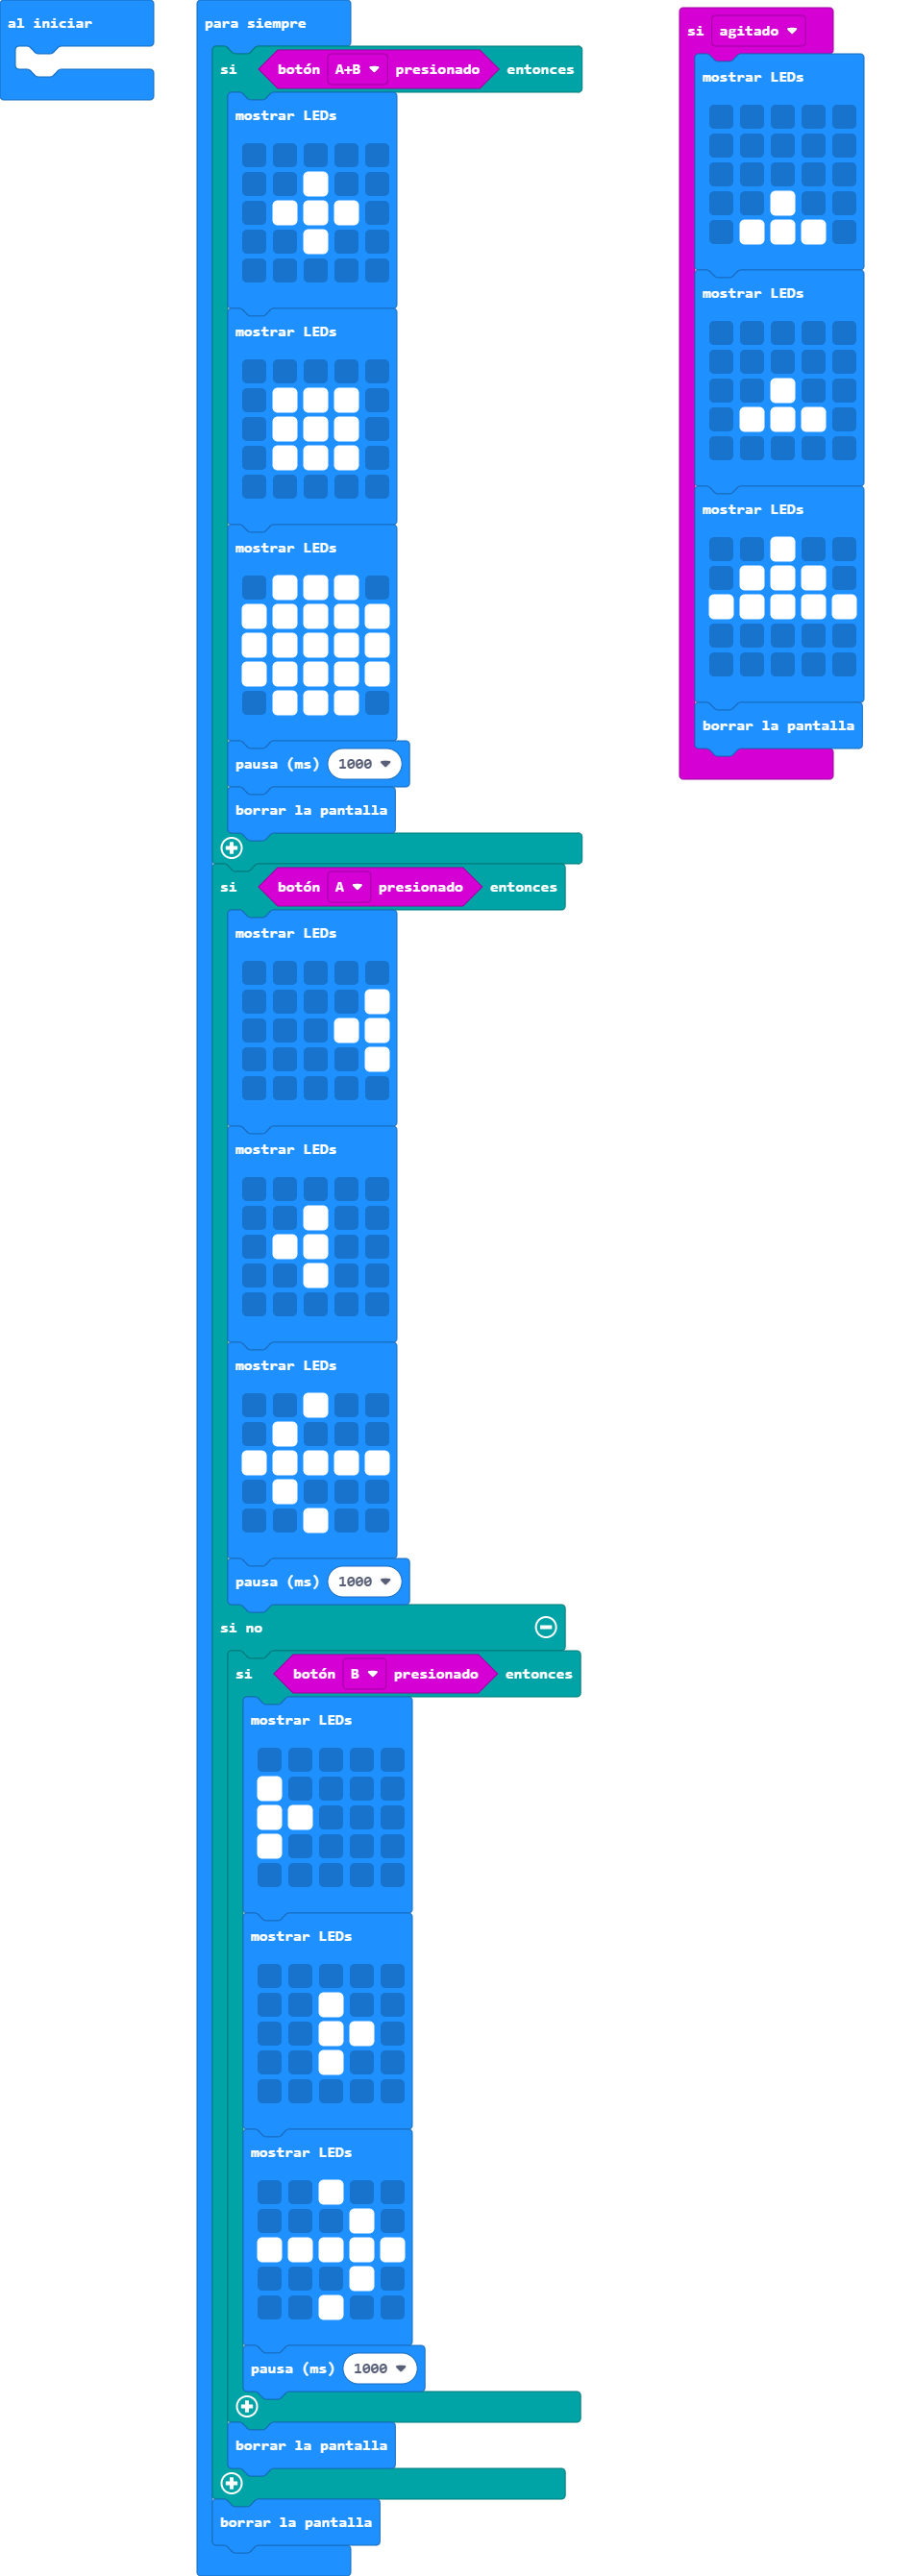 al iniciar
para siempre
si botón A+B presionado entonces
mostrar LEDs
mostrar LEDs
mostrar LEDs
pausa (ms) 1000
borrar la pantalla
si botón A presionado entonces
mostrar LEDs
mostrar LEDs
mostrar LEDs
pausa (ms) 1000
si no
si botón B presionado entonces
mostrar LEDs
mostrar LEDs
mostrar LEDs
pausa (ms) 1000
borrar la pantalla
borrar la pantalla
si agitado
mostrar LEDs
mostrar LEDs
mostrar LEDs
borrar la pantalla